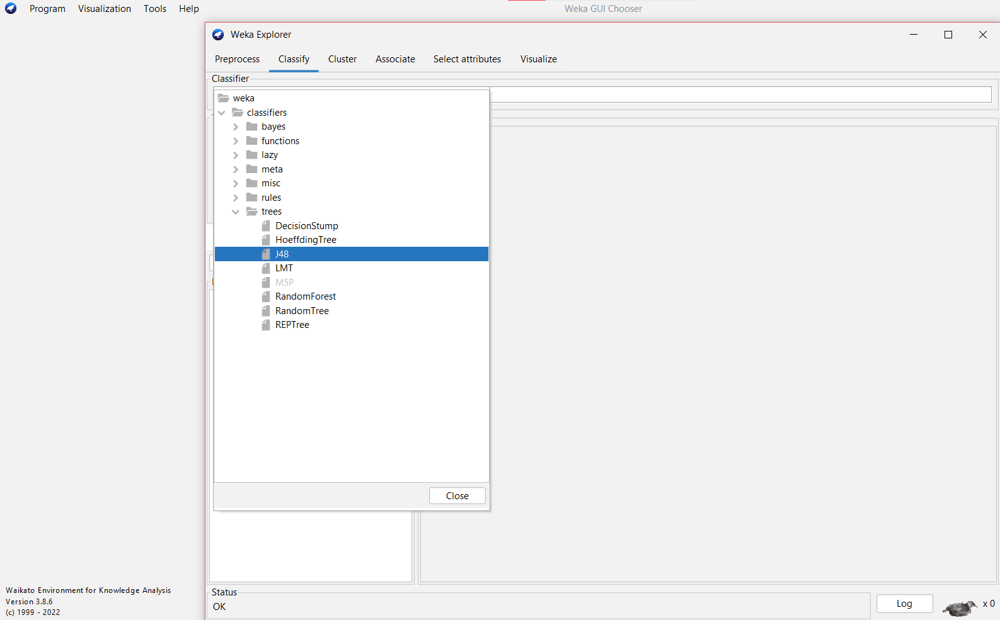 Program Visualization Tools Help Weka GUI Chooser
Weka Explorer
Preprocess Classify Cluster Associate Select attributes Visualize
Classifier
weka
classifiers
bayes
functions
lazy
meta
misc
rules
trees
DecisionStump
HoeffdingTree
J48
LMT
M5P
RandomForest
RandomTree
REPTree
Close
Waikato Environment for Knowledge Analysis
Version 3.8.6
(c) 1999 - 2022
Status
OK
Log
x 0